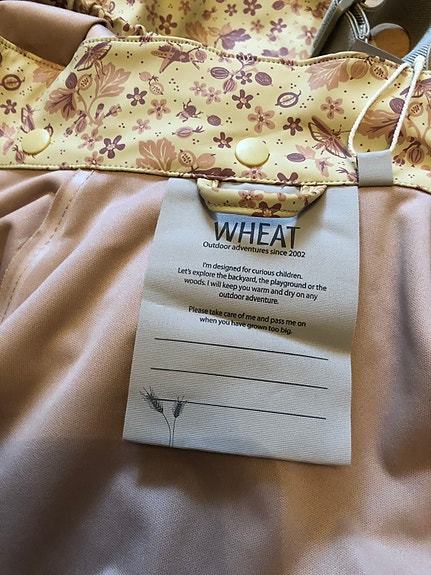 WHEAT
Outdoor adventures since 2002
I'm designed for curious children.
Let's explore the backyard, the playground or the
woods. I will keep you warm and dry on any
outdoor adventure.
Please take care of me and pass me on
when you have grown too big.